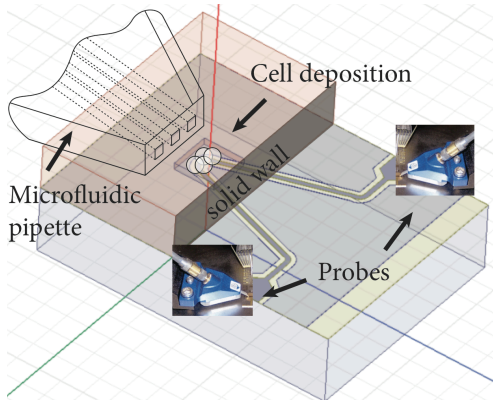 Cell deposition
solid wall
Microfluidic
pipette
Probes